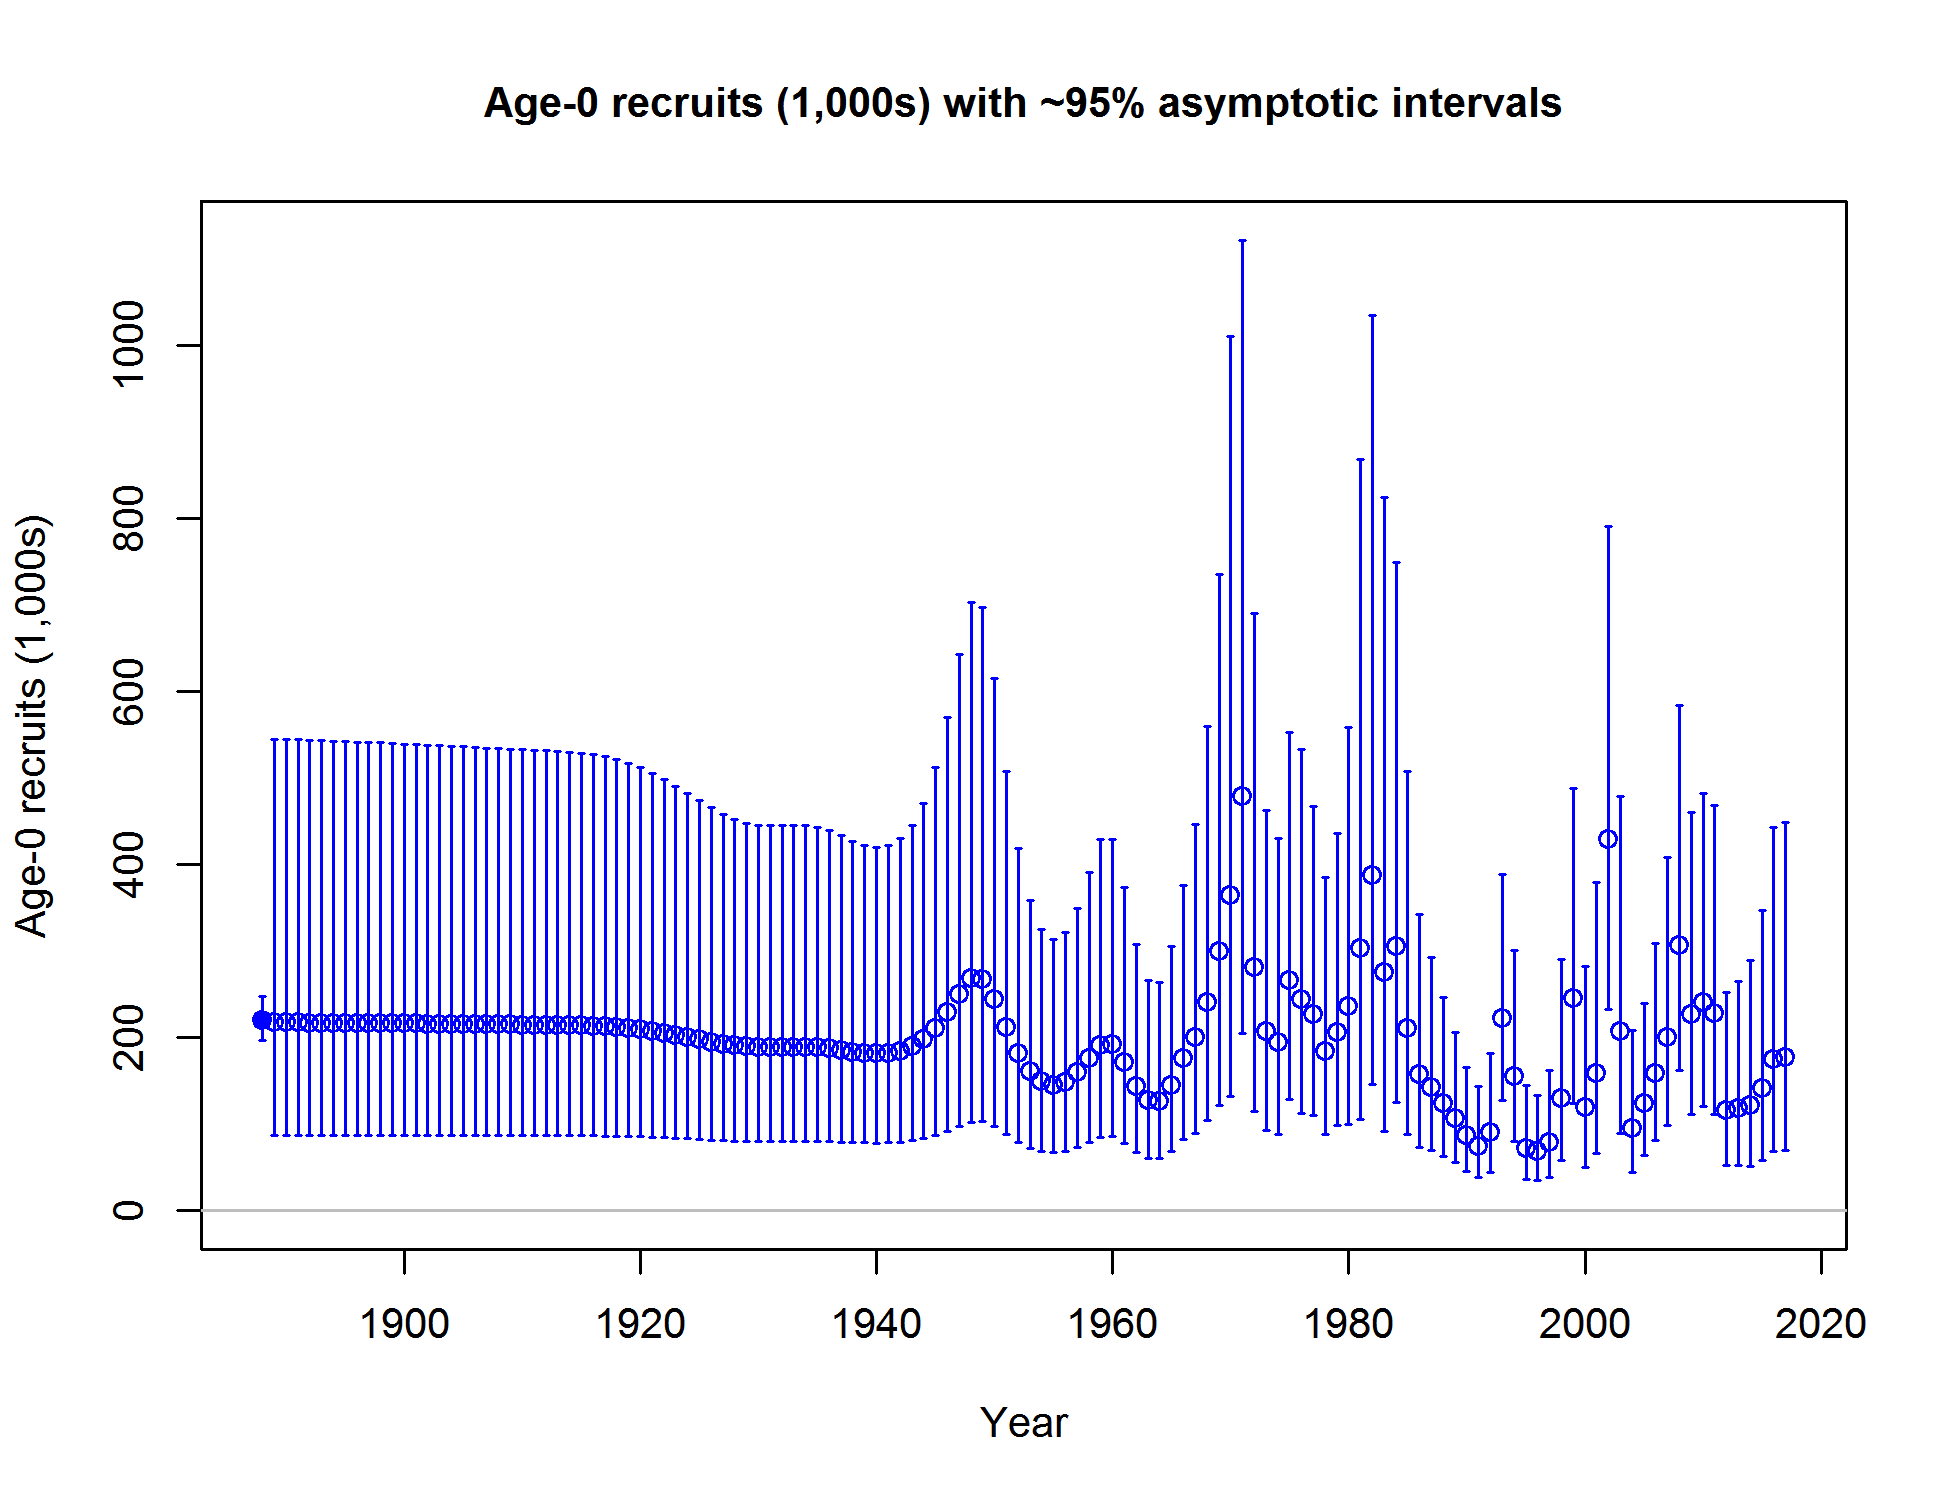 Age-0 recruits (1,000s) with ~95% asymptotic intervals
Age-0 recruits (1,000s)
1000
800
600
400
200
0
1900 1920 1940 1960 1980 2000 2020
Year